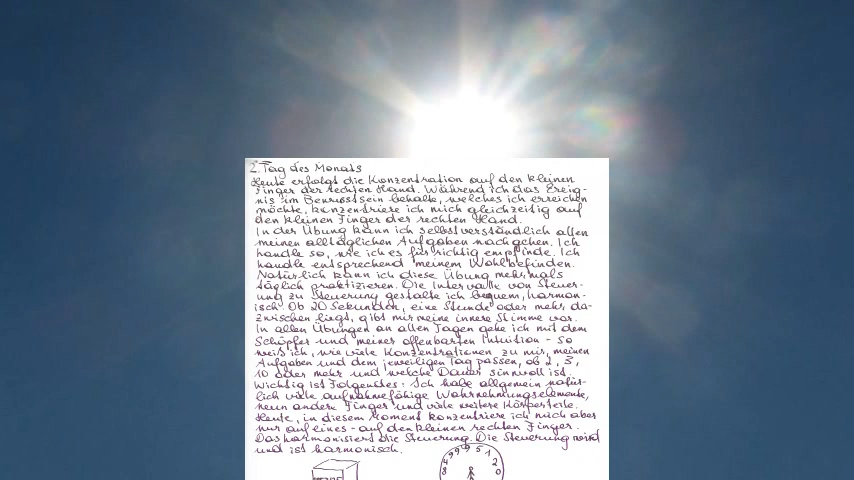 2. Tag des Monats
Heute erfolgt die Konzentration auf den kleinen
Finger der rechten Hand. Während ich das Ereig-
nis im Bewusstsein behalte, welches ich erreichen
möchte, konzentriere ich mich gleichzeitig auf
den kleinen Finger der rechten Hand.
In der Übung kann ich selbstverständlich allen
meinen alltäglichen Aufgaben nachgehen. Ich
handle so, wie ich es für richtig empfinde. Ich
handle entsprechend meinem Wohlbefinden.
Natürlich kann ich diese Übung mehrmals
täglich praktizieren. Die Intervalle von Steuer-
ung zu Steuerung gestalte ich bequem, harmon-
isch. Ob 20 Sekunden, eine Stunde oder mehr da-
zwischen liegt, gibt mir meine innere Stimme vor.
In allen Übungen an allen Tagen gehe ich mit dem
Schöpfer und meiner offenbarten Intuition - so
weiß ich, wie viele Konzentrationen zu mir, meinen
Aufgaben und dem jeweiligen Tag passen, ob 2, 3,
10 oder mehr und welche Dauer sinnvoll ist.
Wichtig ist Folgendes: Ich habe allgemein natür-
lich viele aufnahmefähige Wahrnehmungselemente,
neun andere Finger und viele weitere Körperteile.
Heute, in diesem Moment konzentriere ich mich aber
nur auf eines - auf den kleinen rechten Finger.
Das harmonisiert die Steuerung. Die Steuerung wird
und ist harmonisch.